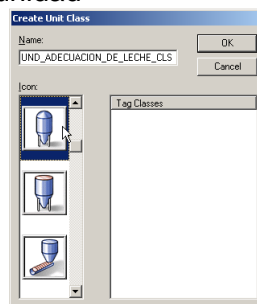 Create Unit Class
Name:
OK
UND_ADECUACION_DE_LECHE_CLS
Cancel
Icon:
Tag Classes